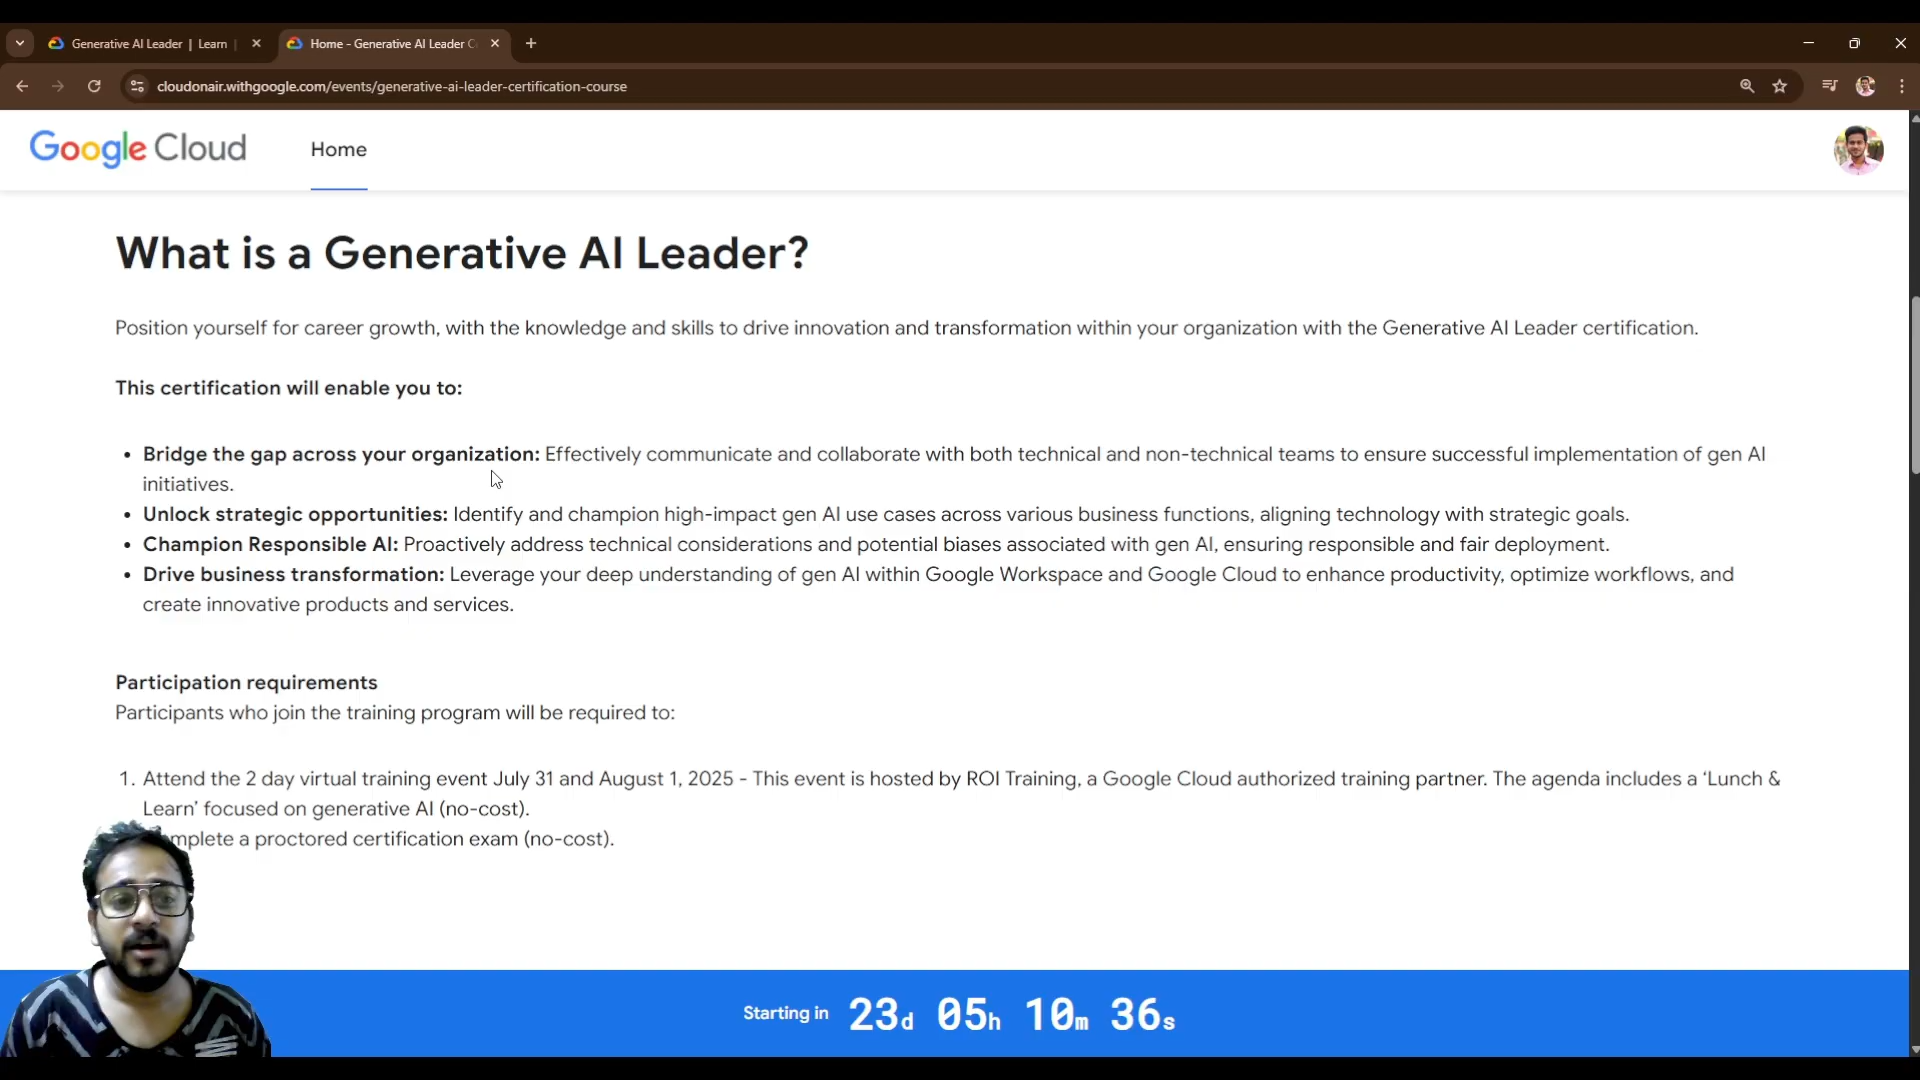 Generative AI Leader | Learn
Home - Generative AI Leader C
cloudonair.withgoogle.com/events/generative-ai-leader-certification-course
Google Cloud
Home
What is a Generative AI Leader?
Position yourself for career growth, with the knowledge and skills to drive innovation and transformation within your organization with the Generative AI Leader certification.
This certification will enable you to:
• Bridge the gap across your organization: Effectively communicate and collaborate with both technical and non-technical teams to ensure successful implementation of gen AI
initiatives.
• Unlock strategic opportunities: Identify and champion high-impact gen AI use cases across various business functions, aligning technology with strategic goals.
• Champion Responsible AI: Proactively address technical considerations and potential biases associated with gen AI, ensuring responsible and fair deployment.
• Drive business transformation: Leverage your deep understanding of gen AI within Google Workspace and Google Cloud to enhance productivity, optimize workflows, and
create innovative products and services.
Participation requirements
Participants who join the training program will be required to:
1. Attend the 2 day virtual training event July 31 and August 1, 2025 - This event is hosted by ROI Training, a Google Cloud authorized training partner. The agenda includes a ‘Lunch &
Learn’ focused on generative AI (no-cost).
mplete a proctored certification exam (no-cost).
Starting in 23d 05h 10m 36s